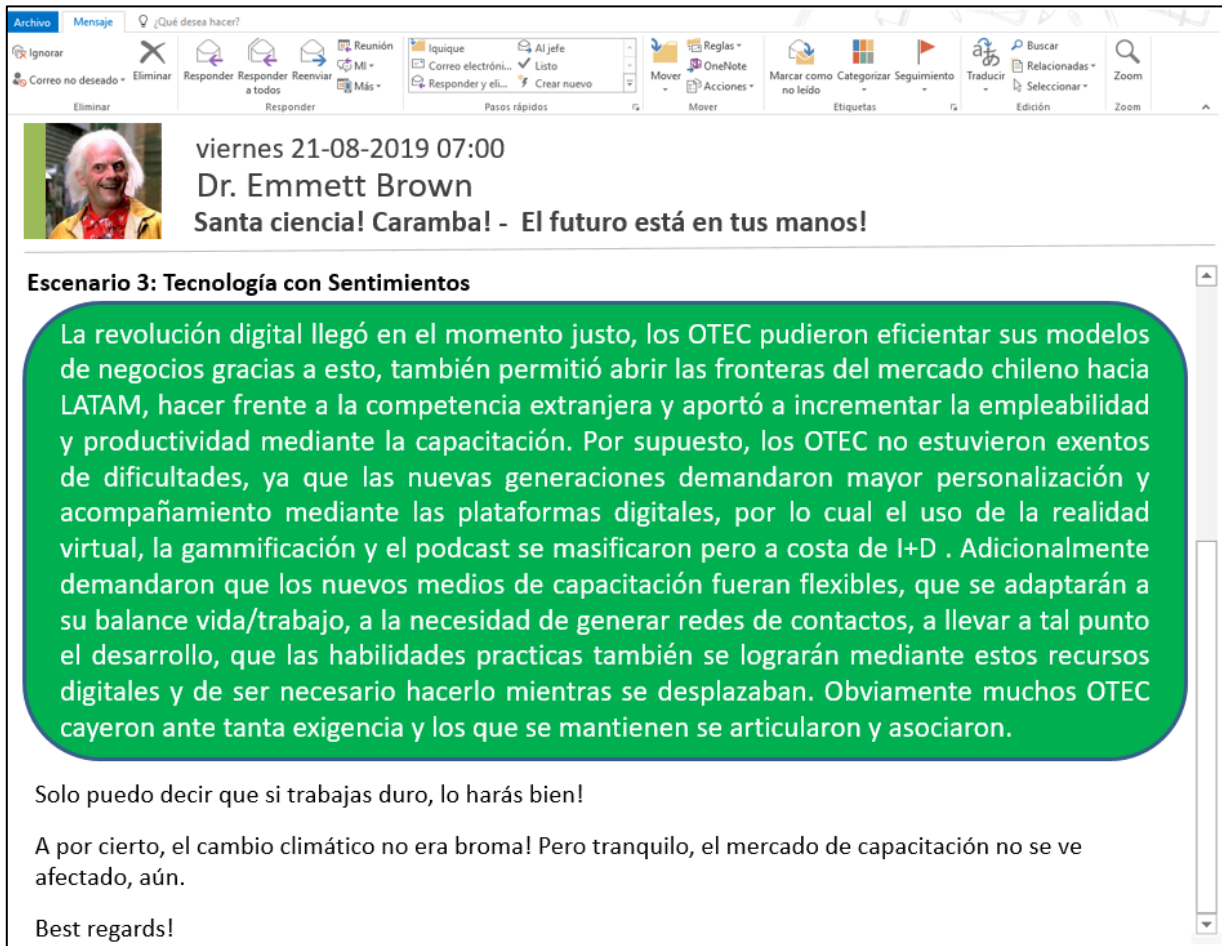 Archivo Mensaje ¿Qué desea hacer?
Ignorar
Correo no deseado
Eliminar
Eliminar
Responder
Responder a todos
Reenviar
Reunión
MI
Más
Responder
Iquique
Correo electróni...
Responder y eli...
Al jefe
Listo
Crear nuevo
Pasos rápidos
Mover
Reglas
OneNote
Acciones
Mover
Marcar como no leído
Categorizar
Seguimiento
Etiquetas
Traducir
Buscar
Relacionadas
Seleccionar
Edición
Zoom
Zoom
viernes 21-08-2019 07:00
Dr. Emmett Brown
Santa ciencia! Caramba! - El futuro está en tus manos!
Escenario 3: Tecnología con Sentimientos
La revolución digital llegó en el momento justo, los OTEC pudieron eficientar sus modelos
de negocios gracias a esto, también permitió abrir las fronteras del mercado chileno hacia
LATAM, hacer frente a la competencia extranjera y aportó a incrementar la empleabilidad
y productividad mediante la capacitación. Por supuesto, los OTEC no estuvieron exentos
de dificultades, ya que las nuevas generaciones demandaron mayor personalización y
acompañamiento mediante las plataformas digitales, por lo cual el uso de la realidad
virtual, la gammificación y el podcast se masificaron pero a costa de I+D . Adicionalmente
demandaron que los nuevos medios de capacitación fueran flexibles, que se adaptarán a
su balance vida/trabajo, a la necesidad de generar redes de contactos, a llevar a tal punto
el desarrollo, que las habilidades practicas también se lograrán mediante estos recursos
digitales y de ser necesario hacerlo mientras se desplazaban. Obviamente muchos OTEC
cayeron ante tanta exigencia y los que se mantienen se articularon y asociaron.
Solo puedo decir que si trabajas duro, lo harás bien!
A por cierto, el cambio climático no era broma! Pero tranquilo, el mercado de capacitación no se ve
afectado, aún.
Best regards!